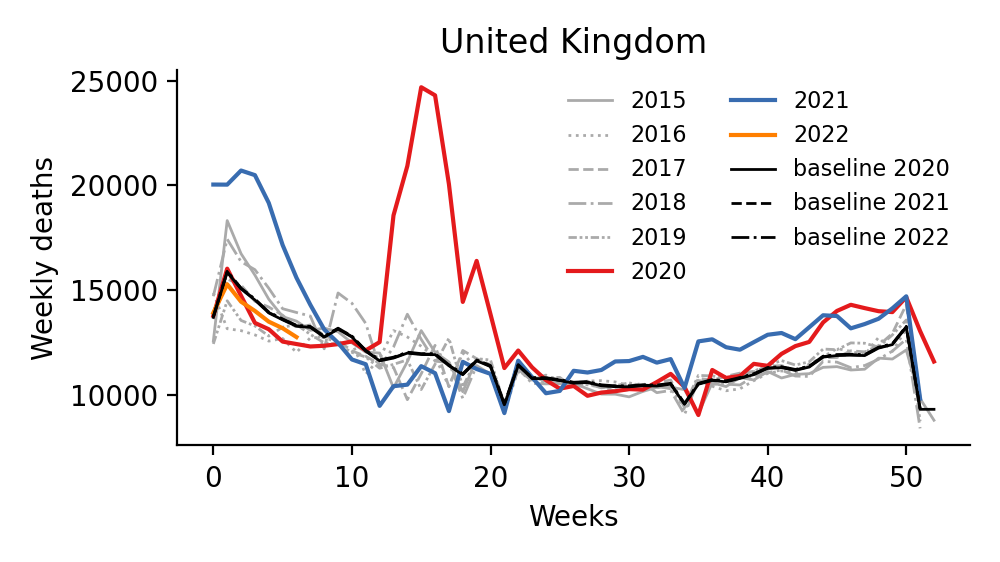 United Kingdom
25000
20000
15000
10000
Weekly deaths
2015
2016
2017
2018
2019
2020
2021
2022
baseline 2020
baseline 2021
baseline 2022
0 10 20 30 40 50
Weeks